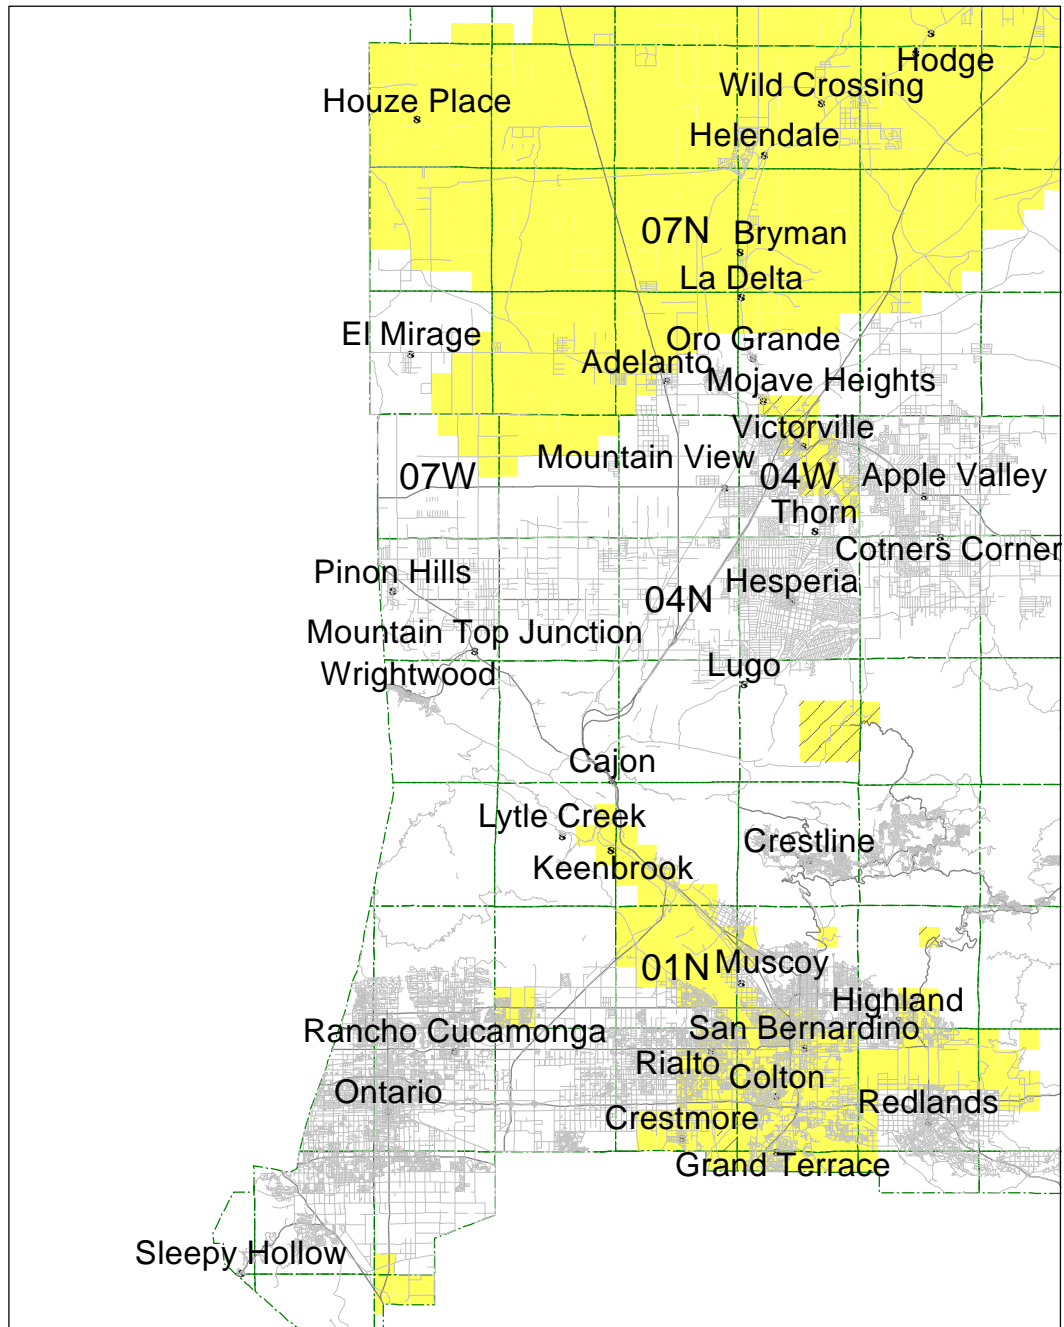 Hodge
Wild Crossing
Houze Place
Helendale
07N
Bryman
La Delta
El Mirage
Oro Grande
Adelanto
Mojave Heights
Victorville
Mountain View
07W
04W
Apple Valley
Thorn
Cotners Corner
Pinon Hills
Hesperia
04N
Mountain Top Junction
Wrightwood
Lugo
Cajon
Lytle Creek
Crestline
Keenbrook
01N
Muscoy
Highland
Rancho Cucamonga
San Bernardino
Rialto
Colton
Ontario
Redlands
Crestmore
Grand Terrace
Sleepy Hollow